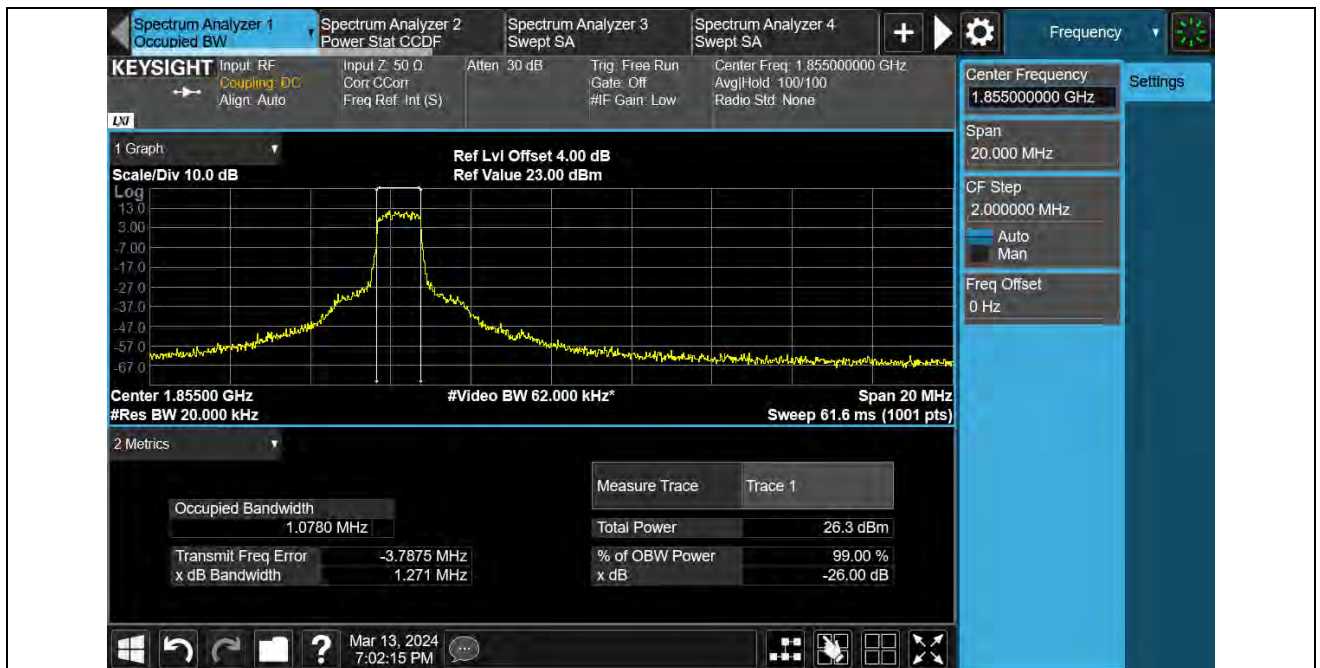 Spectrum Analyzer 1
Occupied BW
Spectrum Analyzer 2
Power Stat CCDF
Spectrum Analyzer 3
Swept SA
Spectrum Analyzer 4
Swept SA
+
Frequency
KEYSIGHT
LXI
Input: RF
Coupling: DC
Align: Auto
Input Z: 50 Ω
Corr CCorr
Freq Ref: Int (S)
Atten: 30 dB
Trig: Free Run
Gate: Off
#IF Gain: Low
Center Freq: 1.855000000 GHz
Avg|Hold: 100/100
Radio Std: None
Center Frequency
1.855000000 GHz
Settings
Span
20.000 MHz
CF Step
2.000000 MHz
Auto
Man
Freq Offset
0 Hz
1 Graph
Scale/Div 10.0 dB
Ref Lvl Offset 4.00 dB
Ref Value 23.00 dBm
Log
13.0
3.00
-7.00
-17.0
-27.0
-37.0
-47.0
-57.0
-67.0
Center 1.85500 GHz
#Video BW 62.000 kHz*
Span 20 MHz
#Res BW 20.000 kHz
Sweep 61.6 ms (1001 pts)
2 Metrics
Measure Trace
Trace 1
Occupied Bandwidth
1.0780 MHz
Total Power
26.3 dBm
Transmit Freq Error
-3.7875 MHz
% of OBW Power
99.00 %
x dB Bandwidth
1.271 MHz
x dB
-26.00 dB
?
Mar 13, 2024
7:02:15 PM